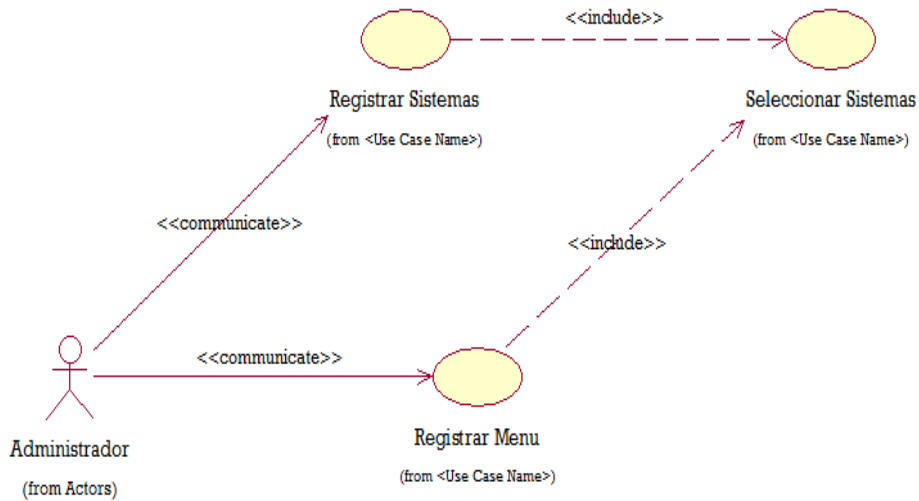 <<include>>
Registrar Sistemas
(from <Use Case Name>)
Seleccionar Sistemas
(from <Use Case Name>)
<<communicate>>
<<include>>
<<communicate>>
Administrador
(from Actors)
Registrar Menu
(from <Use Case Name>)